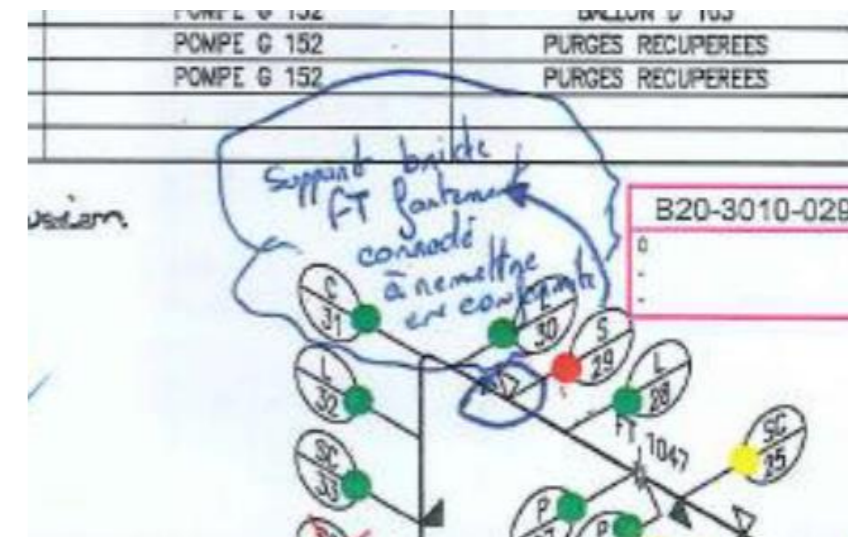 POMPE G 152
BALLON D 103
POMPE G 152
PURGES RECUPEREES
POMPE G 152
PURGES RECUPEREES
Support bride
FT fortement
corrodé
à remettre
en conformité
B20-3010-029
0
-
-
C
31
L
30
S
29
L
32
L
28
FT 1047
SC
25
SC
33
P
P